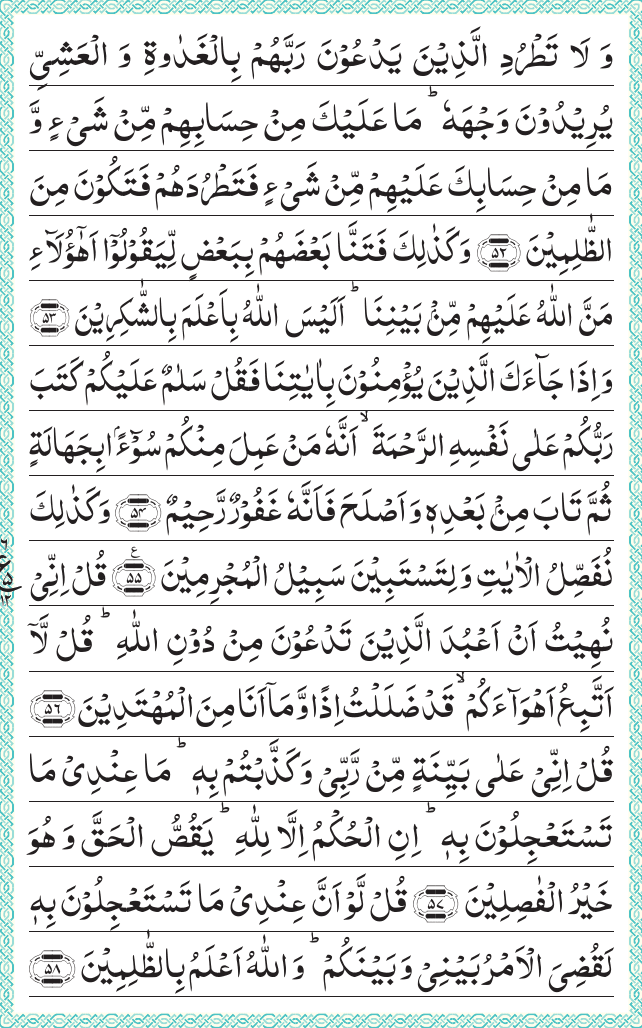 وَ لَا تَطْرُدِ الَّذِيْنَ يَدْعُوْنَ رَبَّهُمْ بِالْغَدٰوةِ وَ الْعَشِيِّ
يُرِيْدُوْنَ وَجْهَهٗ ؕ مَا عَلَيْكَ مِنْ حِسَابِهِمْ مِّنْ شَیْءٍ وَّ
مَا مِنْ حِسَابِكَ عَلَيْهِمْ مِّنْ شَیْءٍ فَتَطْرُدَهُمْ فَتَكُوْنَ مِنَ
الظّٰلِمِيْنَ ﴿۵۲﴾ وَكَذٰلِكَ فَتَنَّا بَعْضَهُمْ بِبَعْضٍ لِّيَقُوْلُوْۤا اَهٰۤؤُلَآءِ
مَنَّ اللّٰهُ عَلَيْهِمْ مِّنْۢ بَيْنِنَا ؕ اَلَيْسَ اللّٰهُ بِاَعْلَمَ بِالشّٰكِرِيْنَ ﴿۵۳﴾
وَاِذَا جَآءَكَ الَّذِيْنَ يُؤْمِنُوْنَ بِاٰيٰتِنَا فَقُلْ سَلٰمٌ عَلَيْكُمْ كَتَبَ
رَبُّكُمْ عَلٰی نَفْسِهِ الرَّحْمَةَ ۙ اَنَّهٗ مَنْ عَمِلَ مِنْكُمْ سُوْٓءًۢا بِجَهَالَةٍ
ثُمَّ تَابَ مِنْۢ بَعْدِهٖ وَ اَصْلَحَ فَاَنَّهٗ غَفُوْرٌ رَّحِيْمٌ ﴿۵۴﴾ وَكَذٰلِكَ
نُفَصِّلُ الْاٰيٰتِ وَلِتَسْتَبِيْنَ سَبِيْلُ الْمُجْرِمِيْنَ ﴿۵۵﴾ ع قُلْ اِنِّیْ
نُهِيْتُ اَنْ اَعْبُدَ الَّذِيْنَ تَدْعُوْنَ مِنْ دُوْنِ اللّٰهِ ؕ قُلْ لَّاۤ
اَتَّبِعُ اَهْوَآءَكُمْ ۙ قَدْ ضَلَلْتُ اِذًا وَّ مَاۤ اَنَا مِنَ الْمُهْتَدِيْنَ ﴿۵۶﴾
قُلْ اِنِّیْ عَلٰی بَيِّنَةٍ مِّنْ رَّبِّیْ وَكَذَّبْتُمْ بِهٖ ؕ مَا عِنْدِیْ مَا
تَسْتَعْجِلُوْنَ بِهٖ ؕ اِنِ الْحُكْمُ اِلَّا لِلّٰهِ ؕ يَقُصُّ الْحَقَّ وَ هُوَ
خَيْرُ الْفٰصِلِيْنَ ﴿۵۷﴾ قُلْ لَّوْ اَنَّ عِنْدِیْ مَا تَسْتَعْجِلُوْنَ بِهٖ
لَقُضِیَ الْاَمْرُ بَيْنِیْ وَ بَيْنَكُمْ ؕ وَ اللّٰهُ اَعْلَمُ بِالظّٰلِمِيْنَ ﴿۵۸﴾